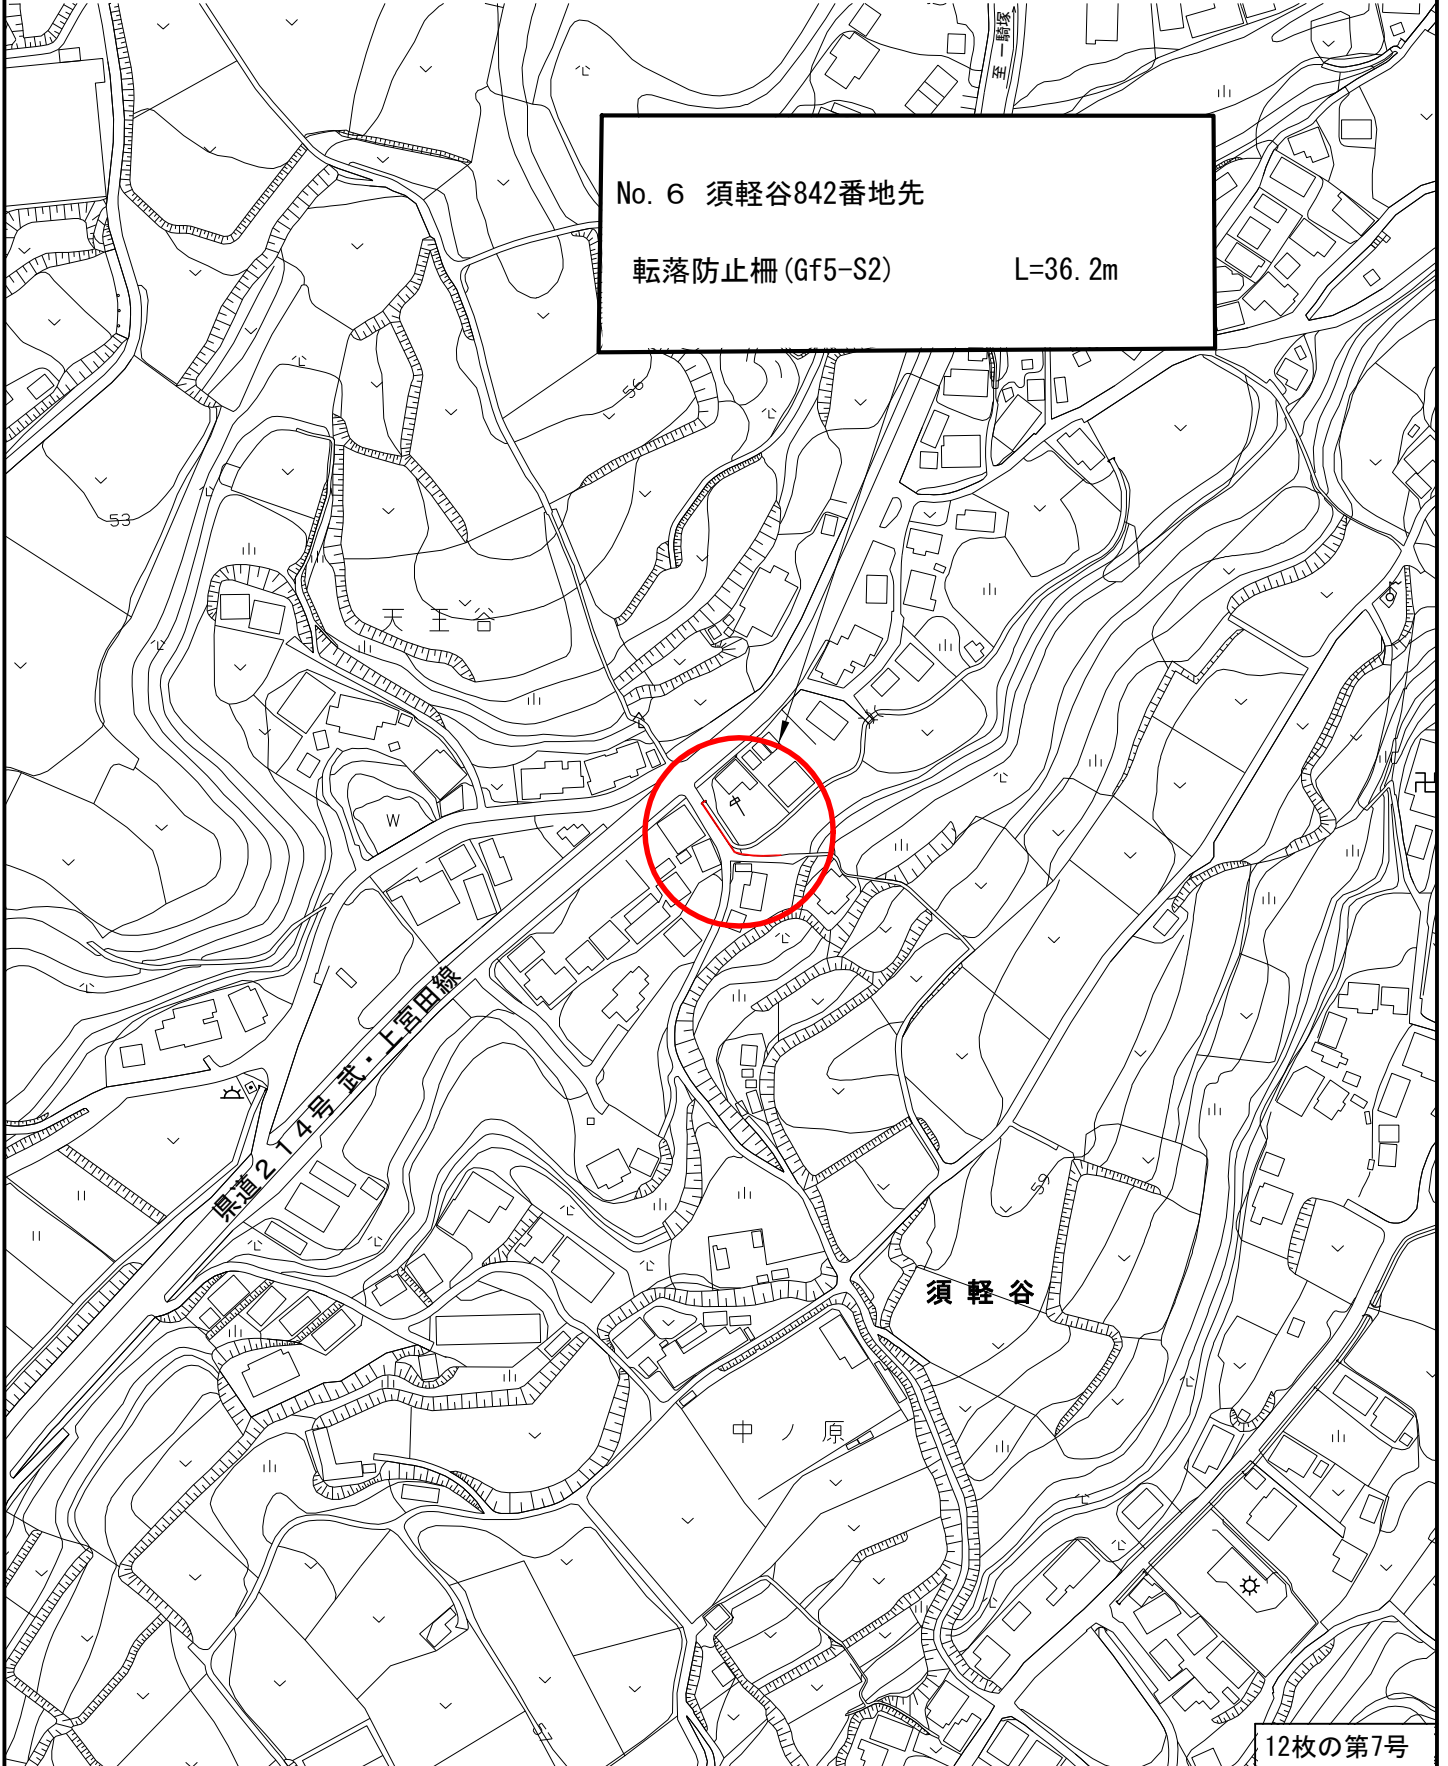 至 一騎塚
No. 6 須軽谷842番地先
転落防止柵(Gf5-S2) L=36.2m
56
53
天王谷
W
県道214号 武・上宮田線
59
須軽谷
中ノ原
57
12枚の第7号